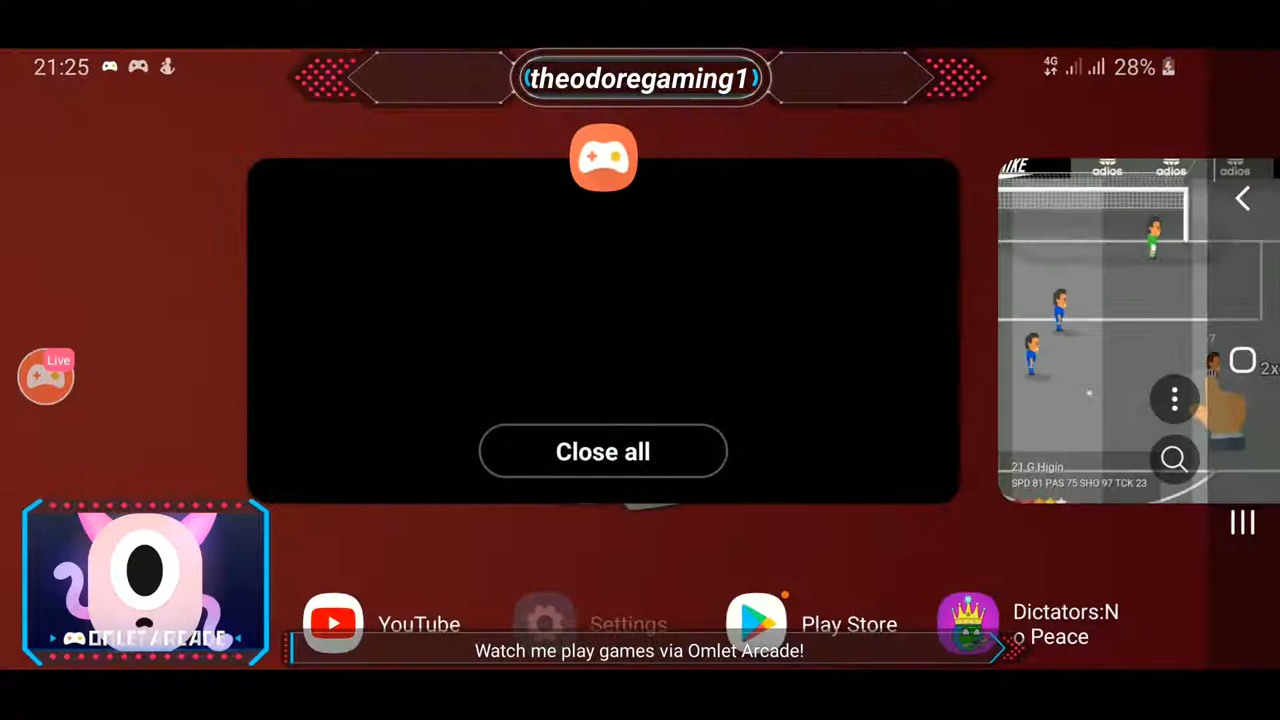 21:25
theodoregaming1
4G
28%
adios
adios
adios
Live
2x
Close all
21.G.Higin
SPD 81 PAS 75 SHO 97 TCK 23
OMLET ARCADE
YouTube
Settings
Play Store
Dictators:N
o Peace
Watch me play games via Omlet Arcade!